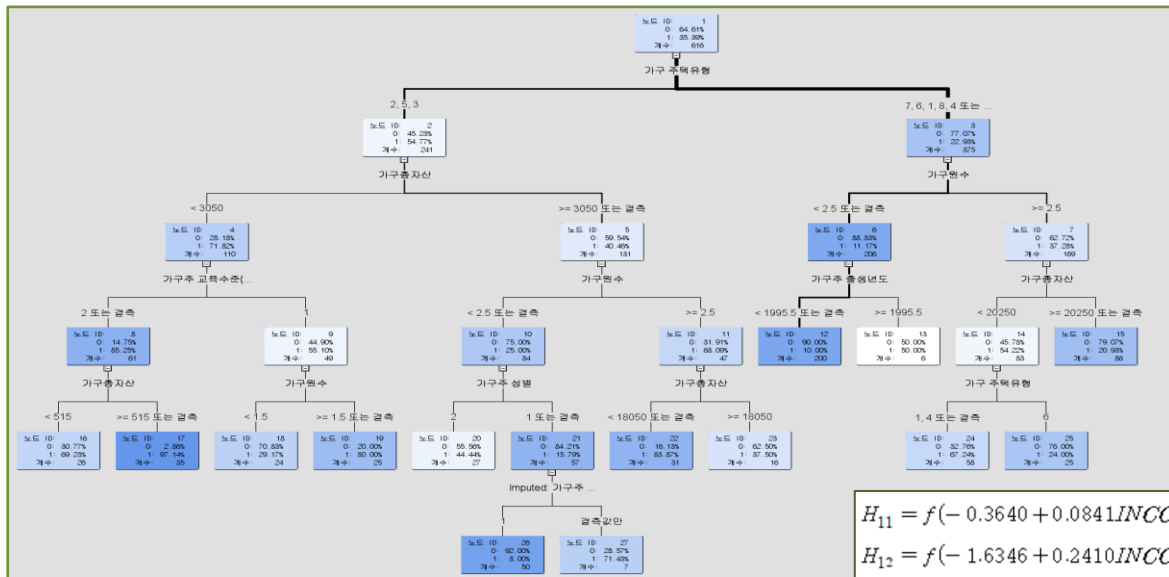 노드 ID: 1
0: 64.61%
1: 35.39%
개수: 616
가구 주택유형
2, 5, 3
7, 6, 1, 8, 4 또는 ...
노드 ID: 2
0: 45.23%
1: 54.77%
개수: 241
노드 ID: 3
0: 77.07%
1: 22.93%
개수: 375
가구총자산
가구원수
< 3050
>= 3050 또는 결측
< 2.5 또는 결측
>= 2.5
노드 ID: 4
0: 28.18%
1: 71.82%
개수: 110
노드 ID: 5
0: 59.54%
1: 40.46%
개수: 131
노드 ID: 6
0: 88.83%
1: 11.17%
개수: 206
노드 ID: 7
0: 62.72%
1: 37.28%
개수: 169
가구주 교육수준(...
가구원수
가구주 출생년도
가구총자산
2 또는 결측
1
< 2.5 또는 결측
>= 2.5
< 1995.5 또는 결측
>= 1995.5
< 20250
>= 20250 또는 결측
노드 ID: 8
0: 14.75%
1: 85.25%
개수: 61
노드 ID: 9
0: 44.90%
1: 55.10%
개수: 49
노드 ID: 10
0: 75.00%
1: 25.00%
개수: 84
노드 ID: 11
0: 31.91%
1: 68.09%
개수: 47
노드 ID: 12
0: 90.00%
1: 10.00%
개수: 200
노드 ID: 13
0: 50.00%
1: 50.00%
개수: 6
노드 ID: 14
0: 45.78%
1: 54.22%
개수: 83
노드 ID: 15
0: 79.07%
1: 20.93%
개수: 86
가구총자산
가구원수
가구주 성별
가구총자산
가구 주택유형
< 515
>= 515 또는 결측
< 1.5
>= 1.5 또는 결측
2
1 또는 결측
< 18050 또는 결측
>= 18050
1, 4 또는 결측
6
노드 ID: 16
0: 30.77%
1: 69.23%
개수: 26
노드 ID: 17
0: 2.86%
1: 97.14%
개수: 35
노드 ID: 18
0: 70.83%
1: 29.17%
개수: 24
노드 ID: 19
0: 20.00%
1: 80.00%
개수: 25
노드 ID: 20
0: 55.56%
1: 44.44%
개수: 27
노드 ID: 21
0: 84.21%
1: 15.79%
개수: 57
노드 ID: 22
0: 16.13%
1: 83.87%
개수: 31
노드 ID: 23
0: 62.50%
1: 37.50%
개수: 16
노드 ID: 24
0: 32.76%
1: 67.24%
개수: 58
노드 ID: 25
0: 76.00%
1: 24.00%
개수: 25
Imputed: 가구주 ...
1
결측값만
노드 ID: 26
0: 92.00%
1: 8.00%
개수: 50
노드 ID: 27
0: 28.57%
1: 71.43%
개수: 7
H₁₁ = f(− 0.3640 + 0.0841INCO
H₁₂ = f(− 1.6346 + 0.2410INCO